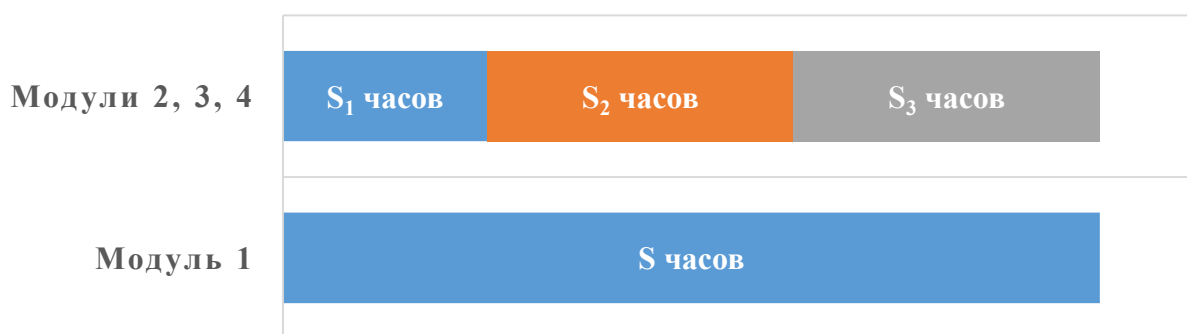 Модули 2, 3, 4
S₁ часов
S₂ часов
S₃ часов
Модуль 1
S часов